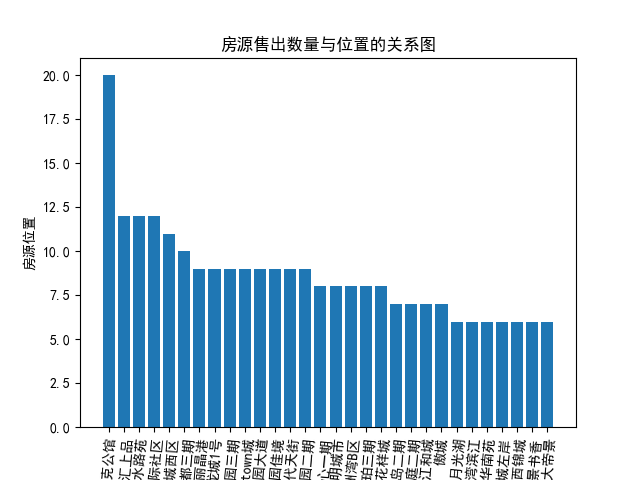 房源售出数量与位置的关系图
房源位置
20.0
17.5
15.0
12.5
10.0
7.5
5.0
2.5
0.0
克公馆
汇上品
水路苑
际社区
城西区
都三期
丽晶港
龙城1号
园三期
town城
园大道
园佳境
代天街
园二期
心一期
明城市
湾B区
珀三期
花样城
岛二期
庭二期
江和城
傲城
月光湖
湾滨江
华南苑
城左岸
西锦城
景书香
大帝景